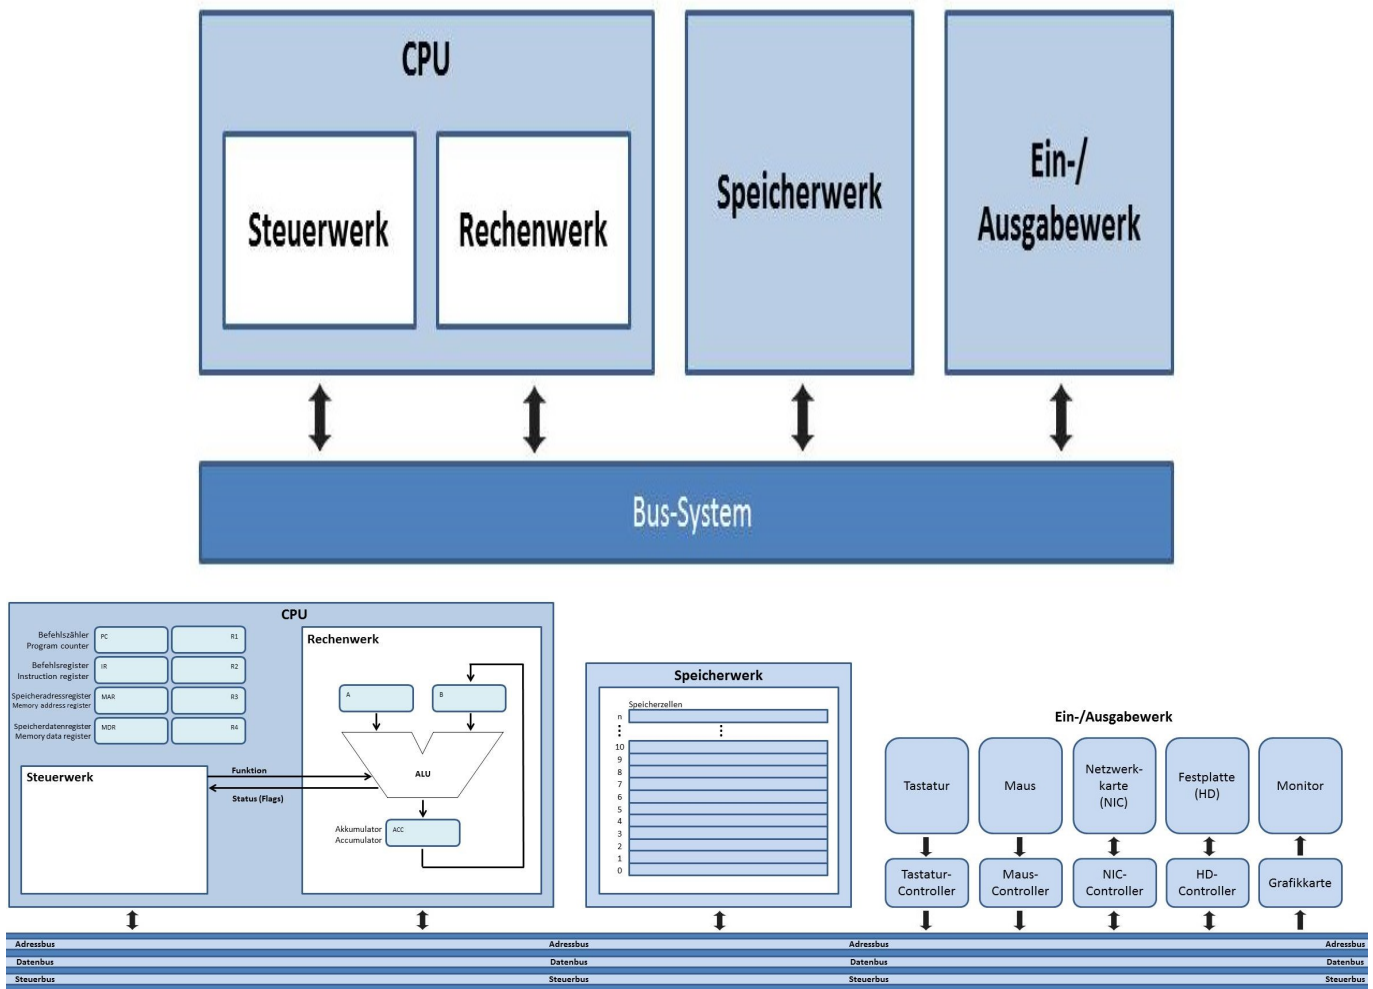 CPU
Steuerwerk
Rechenwerk
Speicherwerk
Ein-/
Ausgabewerk
Bus-System
CPU
Befehlszähler
Program counter
PC
R1
Befehlsregister
Instruction register
IR
R2
Speicheradressregister
Memory address register
MAR
R3
Speicherdatenregister
Memory data register
MDR
R4
Steuerwerk
Funktion
Status (Flags)
Rechenwerk
A
B
ALU
Akkumulator
Accumulator
ACC
Speicherwerk
Speicherzellen
n
10
9
8
7
6
5
4
3
2
1
0
Ein-/Ausgabewerk
Tastatur
Maus
Netzwerk-
karte
(NIC)
Festplatte
(HD)
Monitor
Tastatur-
Controller
Maus-
Controller
NIC-
Controller
HD-
Controller
Grafikkarte
Adressbus
Adressbus
Adressbus
Adressbus
Datenbus
Datenbus
Datenbus
Datenbus
Steuerbus
Steuerbus
Steuerbus
Steuerbus